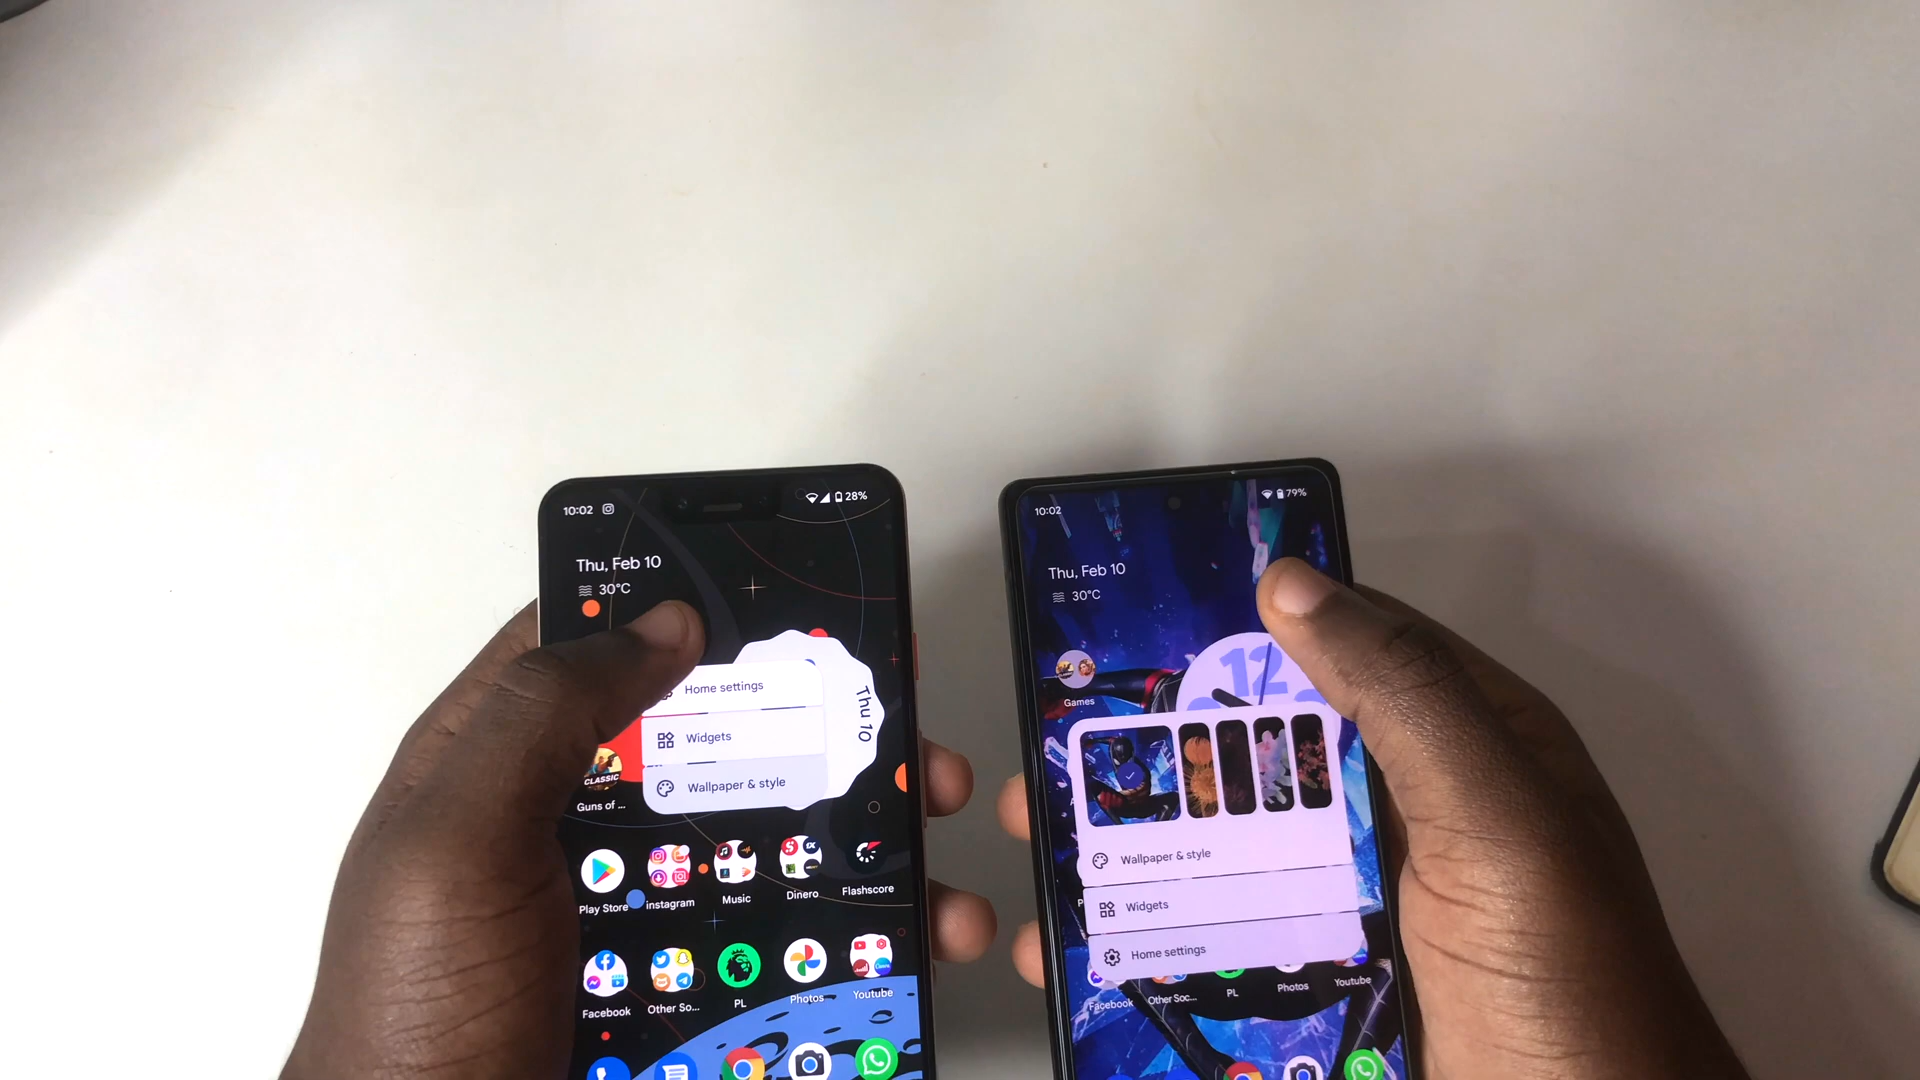 10:02
28%
Thu, Feb 10
30°C
Home settings
Widgets
Wallpaper & style
Thu 10
CLASSIC
Guns of ...
Play Store
instagram
Music
Dinero
Flashscore
Facebook
Other So...
PL
Photos
Youtube
10:02
79%
Thu, Feb 10
30°C
Games
12
Wallpaper & style
Widgets
Home settings
Facebook
Other Soc...
PL
Photos
Youtube